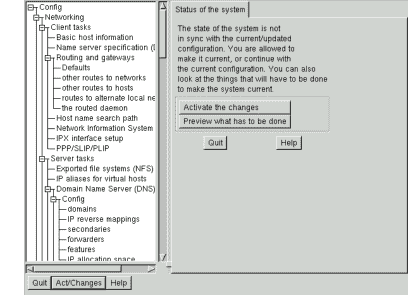 Config
Networking
Client tasks
Basic host information
Name server specification (
Routing and gateways
Defaults
other routes to networks
other routes to hosts
routes to alternate local ne
the routed daemon
Host name search path
Network Information System
IPX interface setup
PPP/SLIP/PLIP
Server tasks
Exported file systems (NFS)
IP aliases for virtual hosts
Domain Name Server (DNS)
Config
domains
IP reverse mappings
secondaries
forwarders
features
IP allocation space
Quit Act/Changes Help
Status of the system
The state of the system is not
in sync with the current/updated
configuration. You are allowed to
make it current, or continue with
the current configuration. You can also
look at the things that will have to be done
to make the system current.
Activate the changes
Preview what has to be done
Quit Help